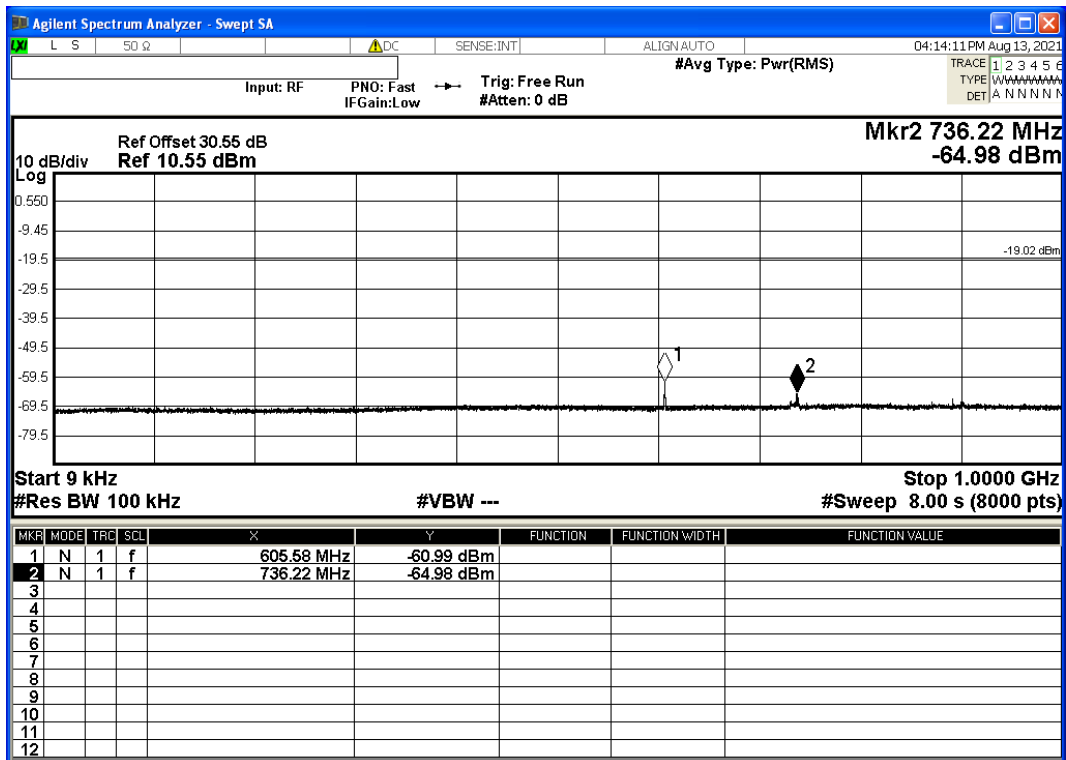 Agilent Spectrum Analyzer - Swept SA
LXI L S 50 Ω DC SENSE:INT ALIGN AUTO 04:14:11 PM Aug 13, 2021
Input: RF PNO: Fast Trig: Free Run #Avg Type: Pwr(RMS) TRACE 1 2 3 4 5 6
IFGain:Low #Atten: 0 dB TYPE
DET A N N N N N
Mkr2 736.22 MHz
-64.98 dBm
Ref Offset 30.55 dB
10 dB/div Ref 10.55 dBm
Log
0.550
-9.45
-19.02 dBm
-19.5
-29.5
-39.5
-49.5
1
2
-59.5
-69.5
-79.5
Start 9 kHz Stop 1.0000 GHz
#Res BW 100 kHz #VBW --- #Sweep 8.00 s (8000 pts)
MKR MODE TRC SCL X Y FUNCTION FUNCTION WIDTH FUNCTION VALUE
1 N 1 f 605.58 MHz -60.99 dBm
2 N 1 f 736.22 MHz -64.98 dBm
3
4
5
6
7
8
9
10
11
12